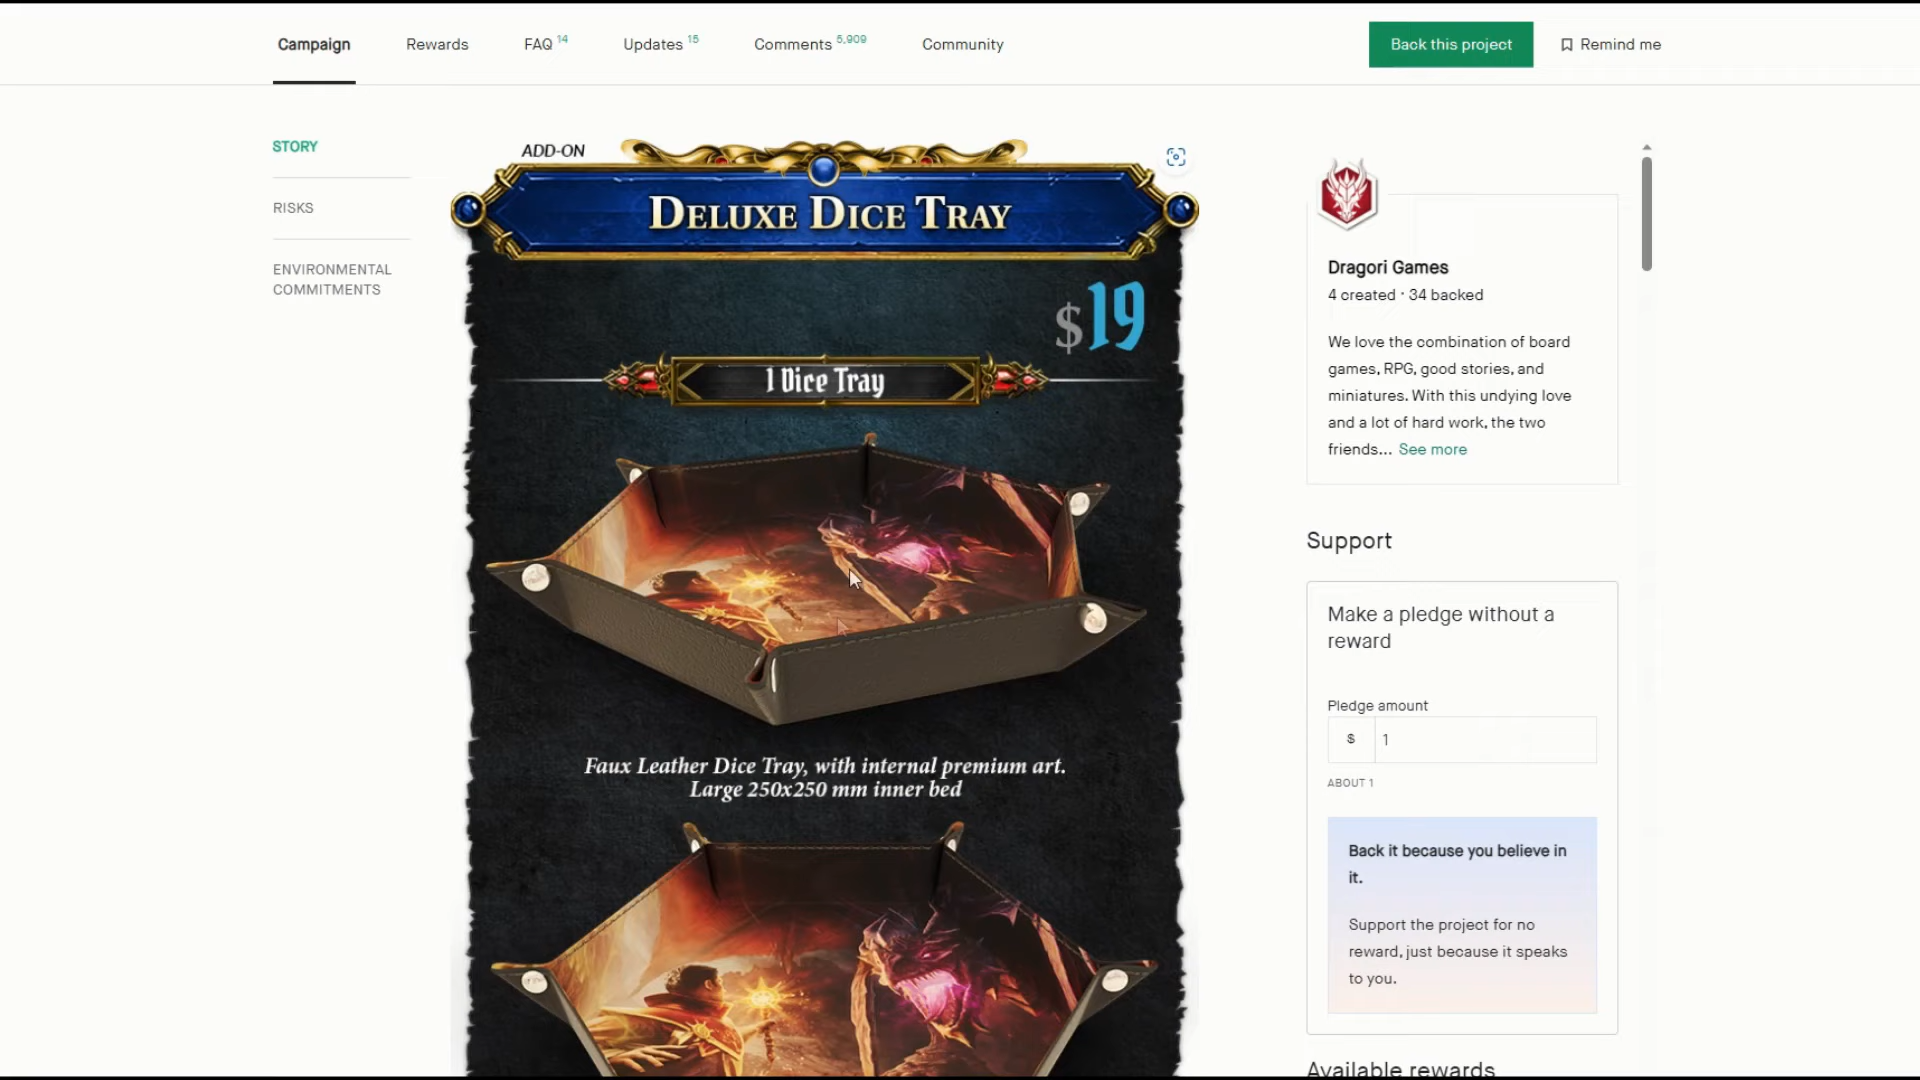 Campaign
Rewards
FAQ 14
Updates 15
Comments 5,909
Community
Back this project
Remind me
STORY
RISKS
ENVIRONMENTAL
COMMITMENTS
ADD-ON
DELUXE DICE TRAY
$19
1 Dice Tray
Faux Leather Dice Tray, with internal premium art.
Large 250x250 mm inner bed
Dragori Games
4 created · 34 backed
We love the combination of board
games, RPG, good stories, and
miniatures. With this undying love
and a lot of hard work, the two
friends... See more
Support
Make a pledge without a
reward
Pledge amount
$ 1
ABOUT 1
Back it because you believe in
it.
Support the project for no
reward, just because it speaks
to you.
Available rewards